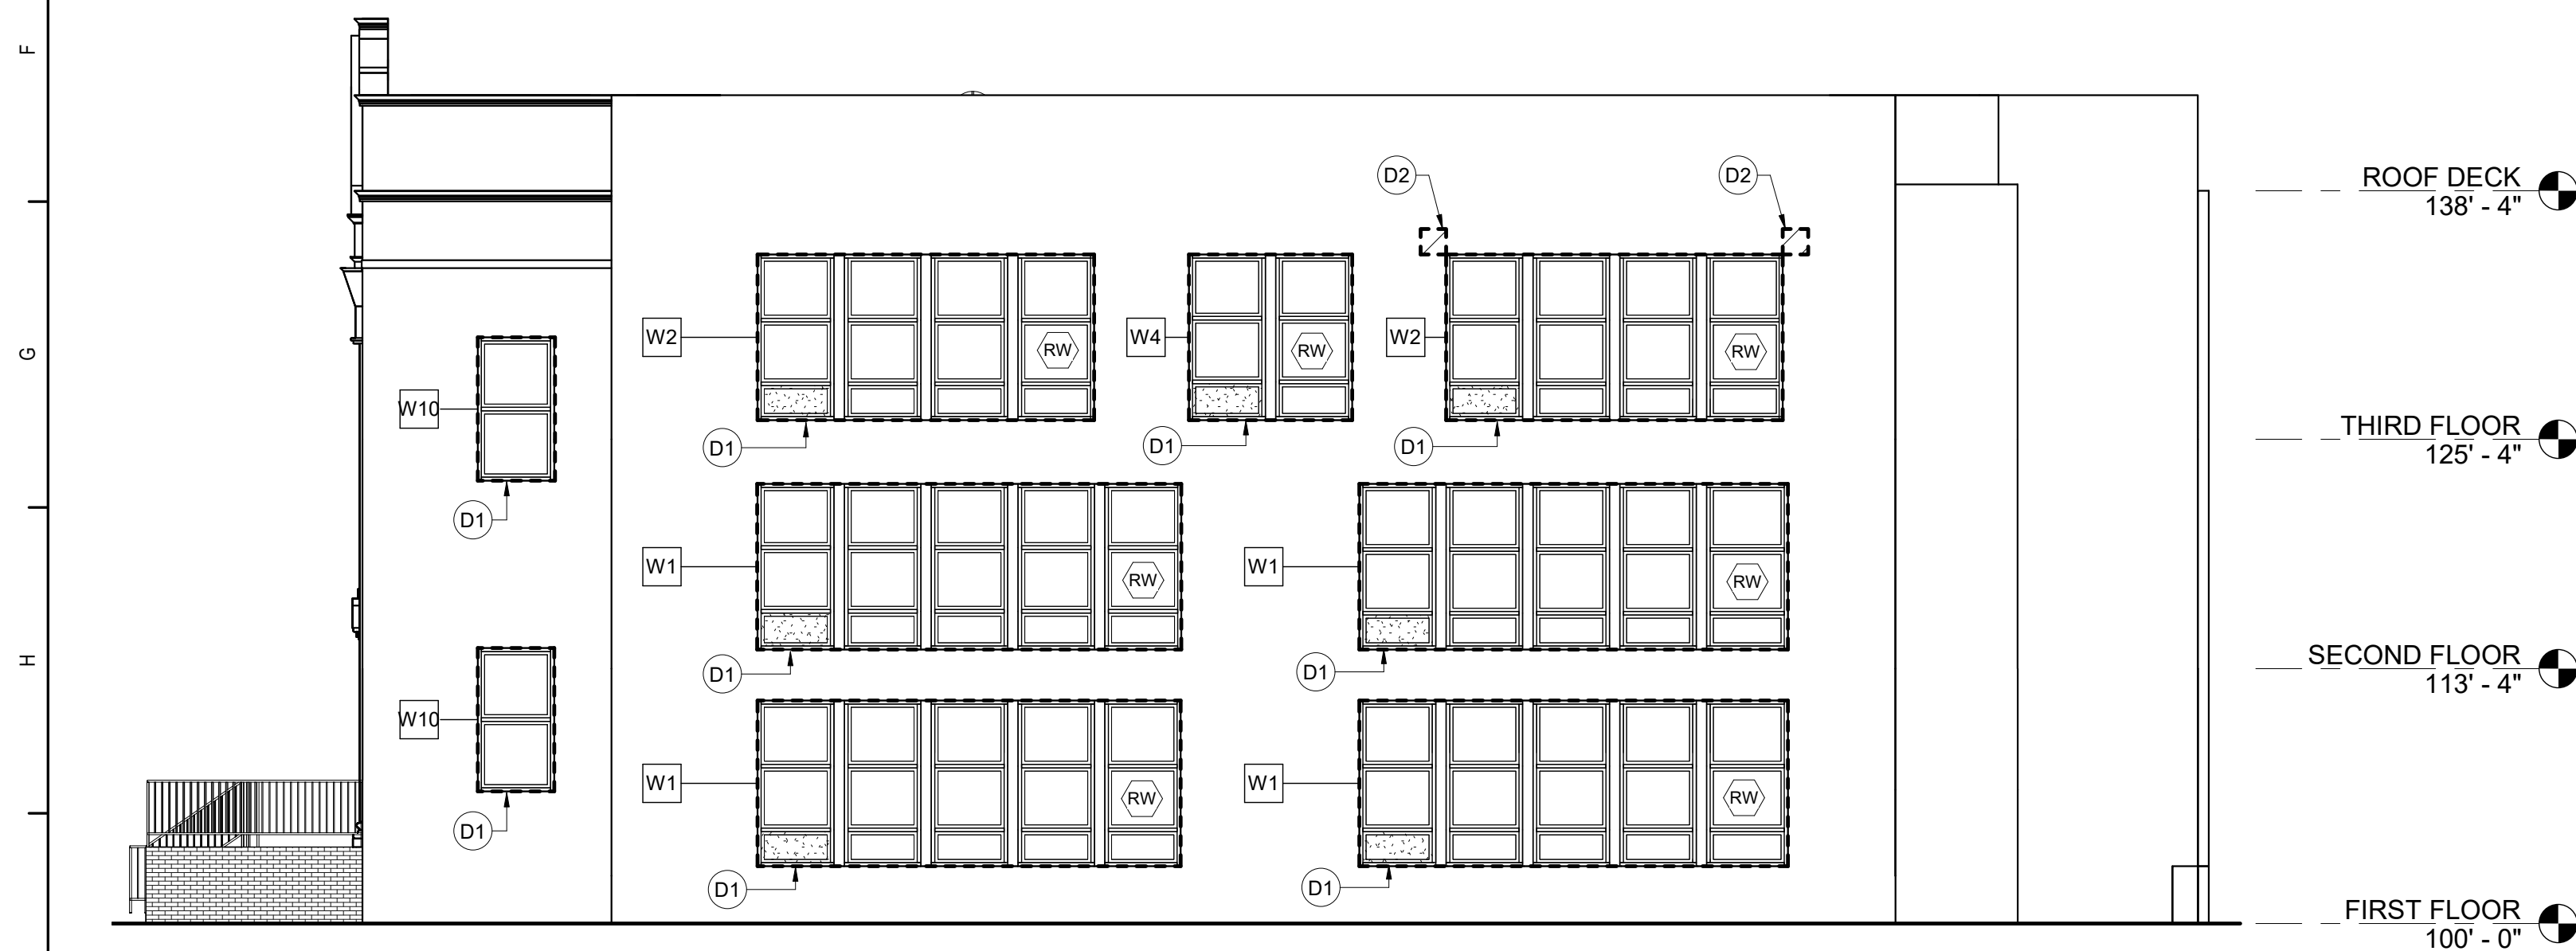 F
D2
D2
ROOF DECK
138' - 4"
W2
W4
W2
RW
RW
RW
G
W10
D1
D1
D1
THIRD FLOOR
125' - 4"
D1
W1
W1
RW
RW
H
D1
D1
SECOND FLOOR
113' - 4"
W10
W1
W1
RW
RW
D1
D1
D1
FIRST FLOOR
100' - 0"